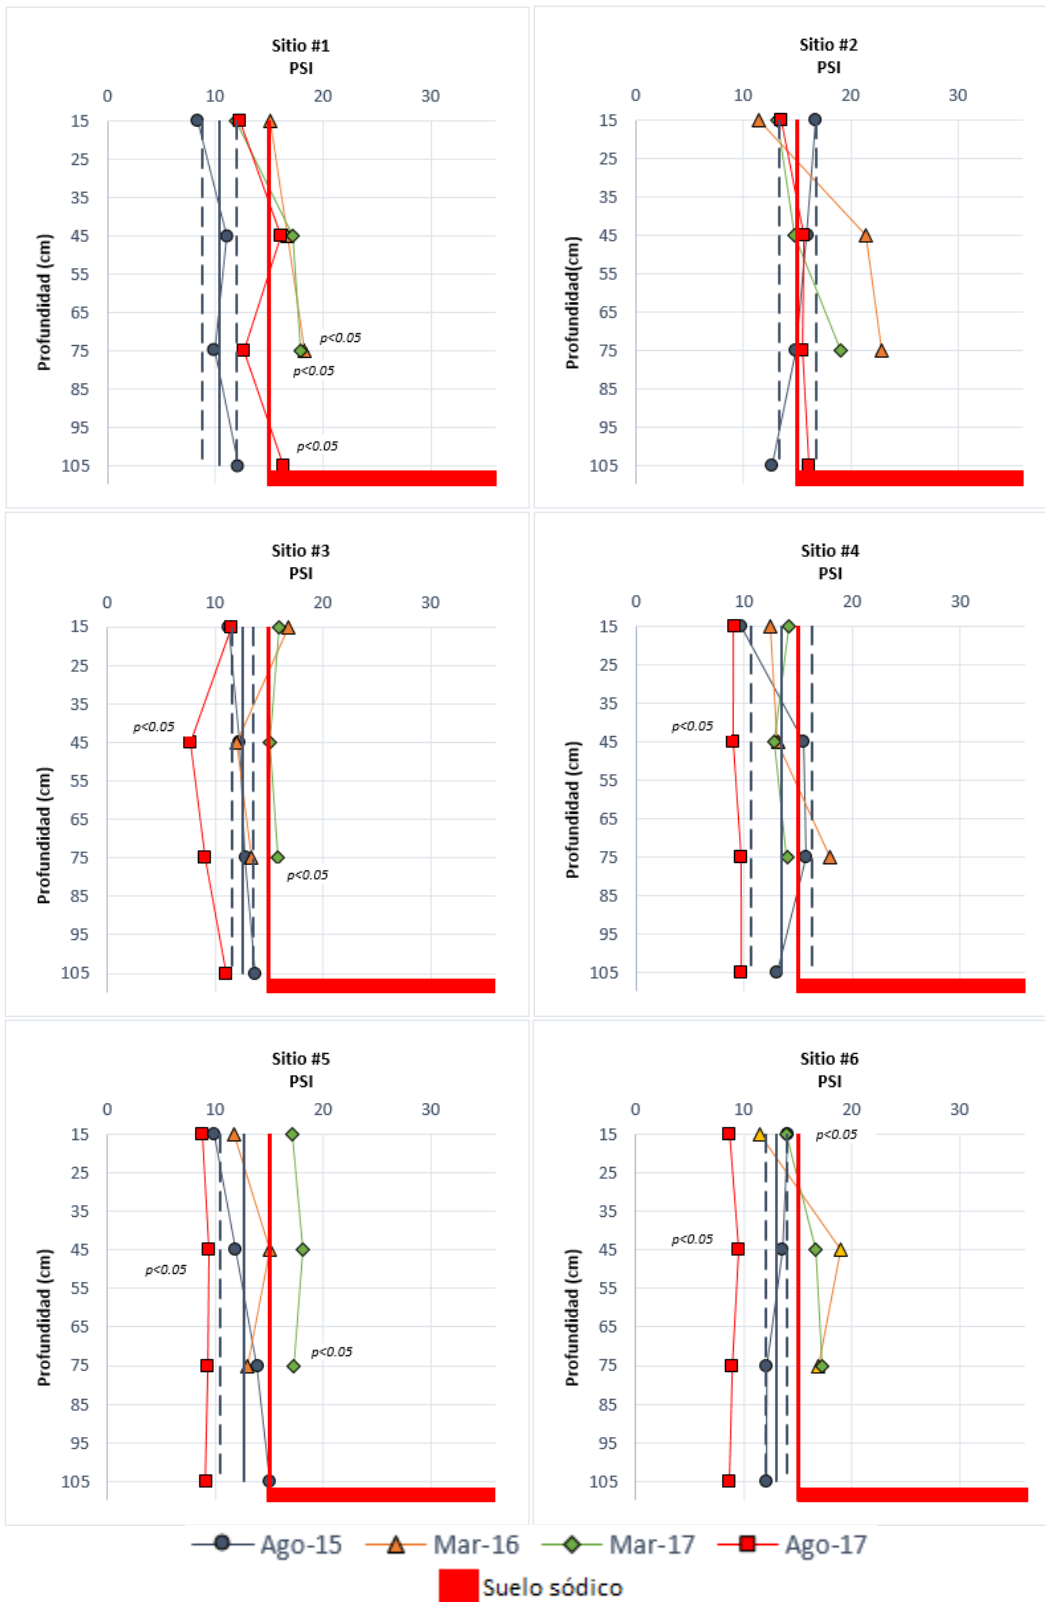 Sitio #1
PSI
0 10 20 30
15
25
35
45
55
65
75
85
95
105
Profundidad (cm)
p<0.05
p<0.05
p<0.05
Sitio #2
PSI
0 10 20 30
15
25
35
45
55
65
75
85
95
105
Profundidad(cm)
Sitio #3
PSI
0 10 20 30
15
25
35
45
55
65
75
85
95
105
Profundidad (cm)
p<0.05
p<0.05
Sitio #4
PSI
0 10 20 30
15
25
35
45
55
65
75
85
95
105
Profundidad (cm)
p<0.05
Sitio #5
PSI
0 10 20 30
15
25
35
45
55
65
75
85
95
105
Profundidad (cm)
p<0.05
p<0.05
Sitio #6
PSI
0 10 20 30
15
25
35
45
55
65
75
85
95
105
Profundidad (cm)
p<0.05
p<0.05
Ago-15 Mar-16 Mar-17 Ago-17
Suelo sódico